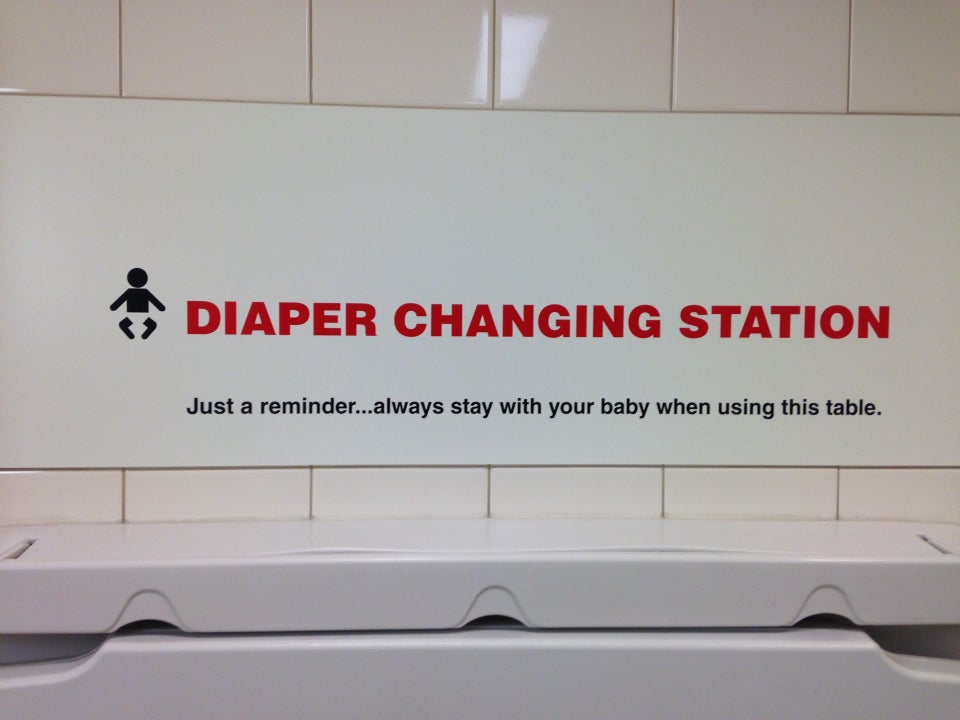 DIAPER CHANGING STATION
Just a reminder...always stay with your baby when using this table.